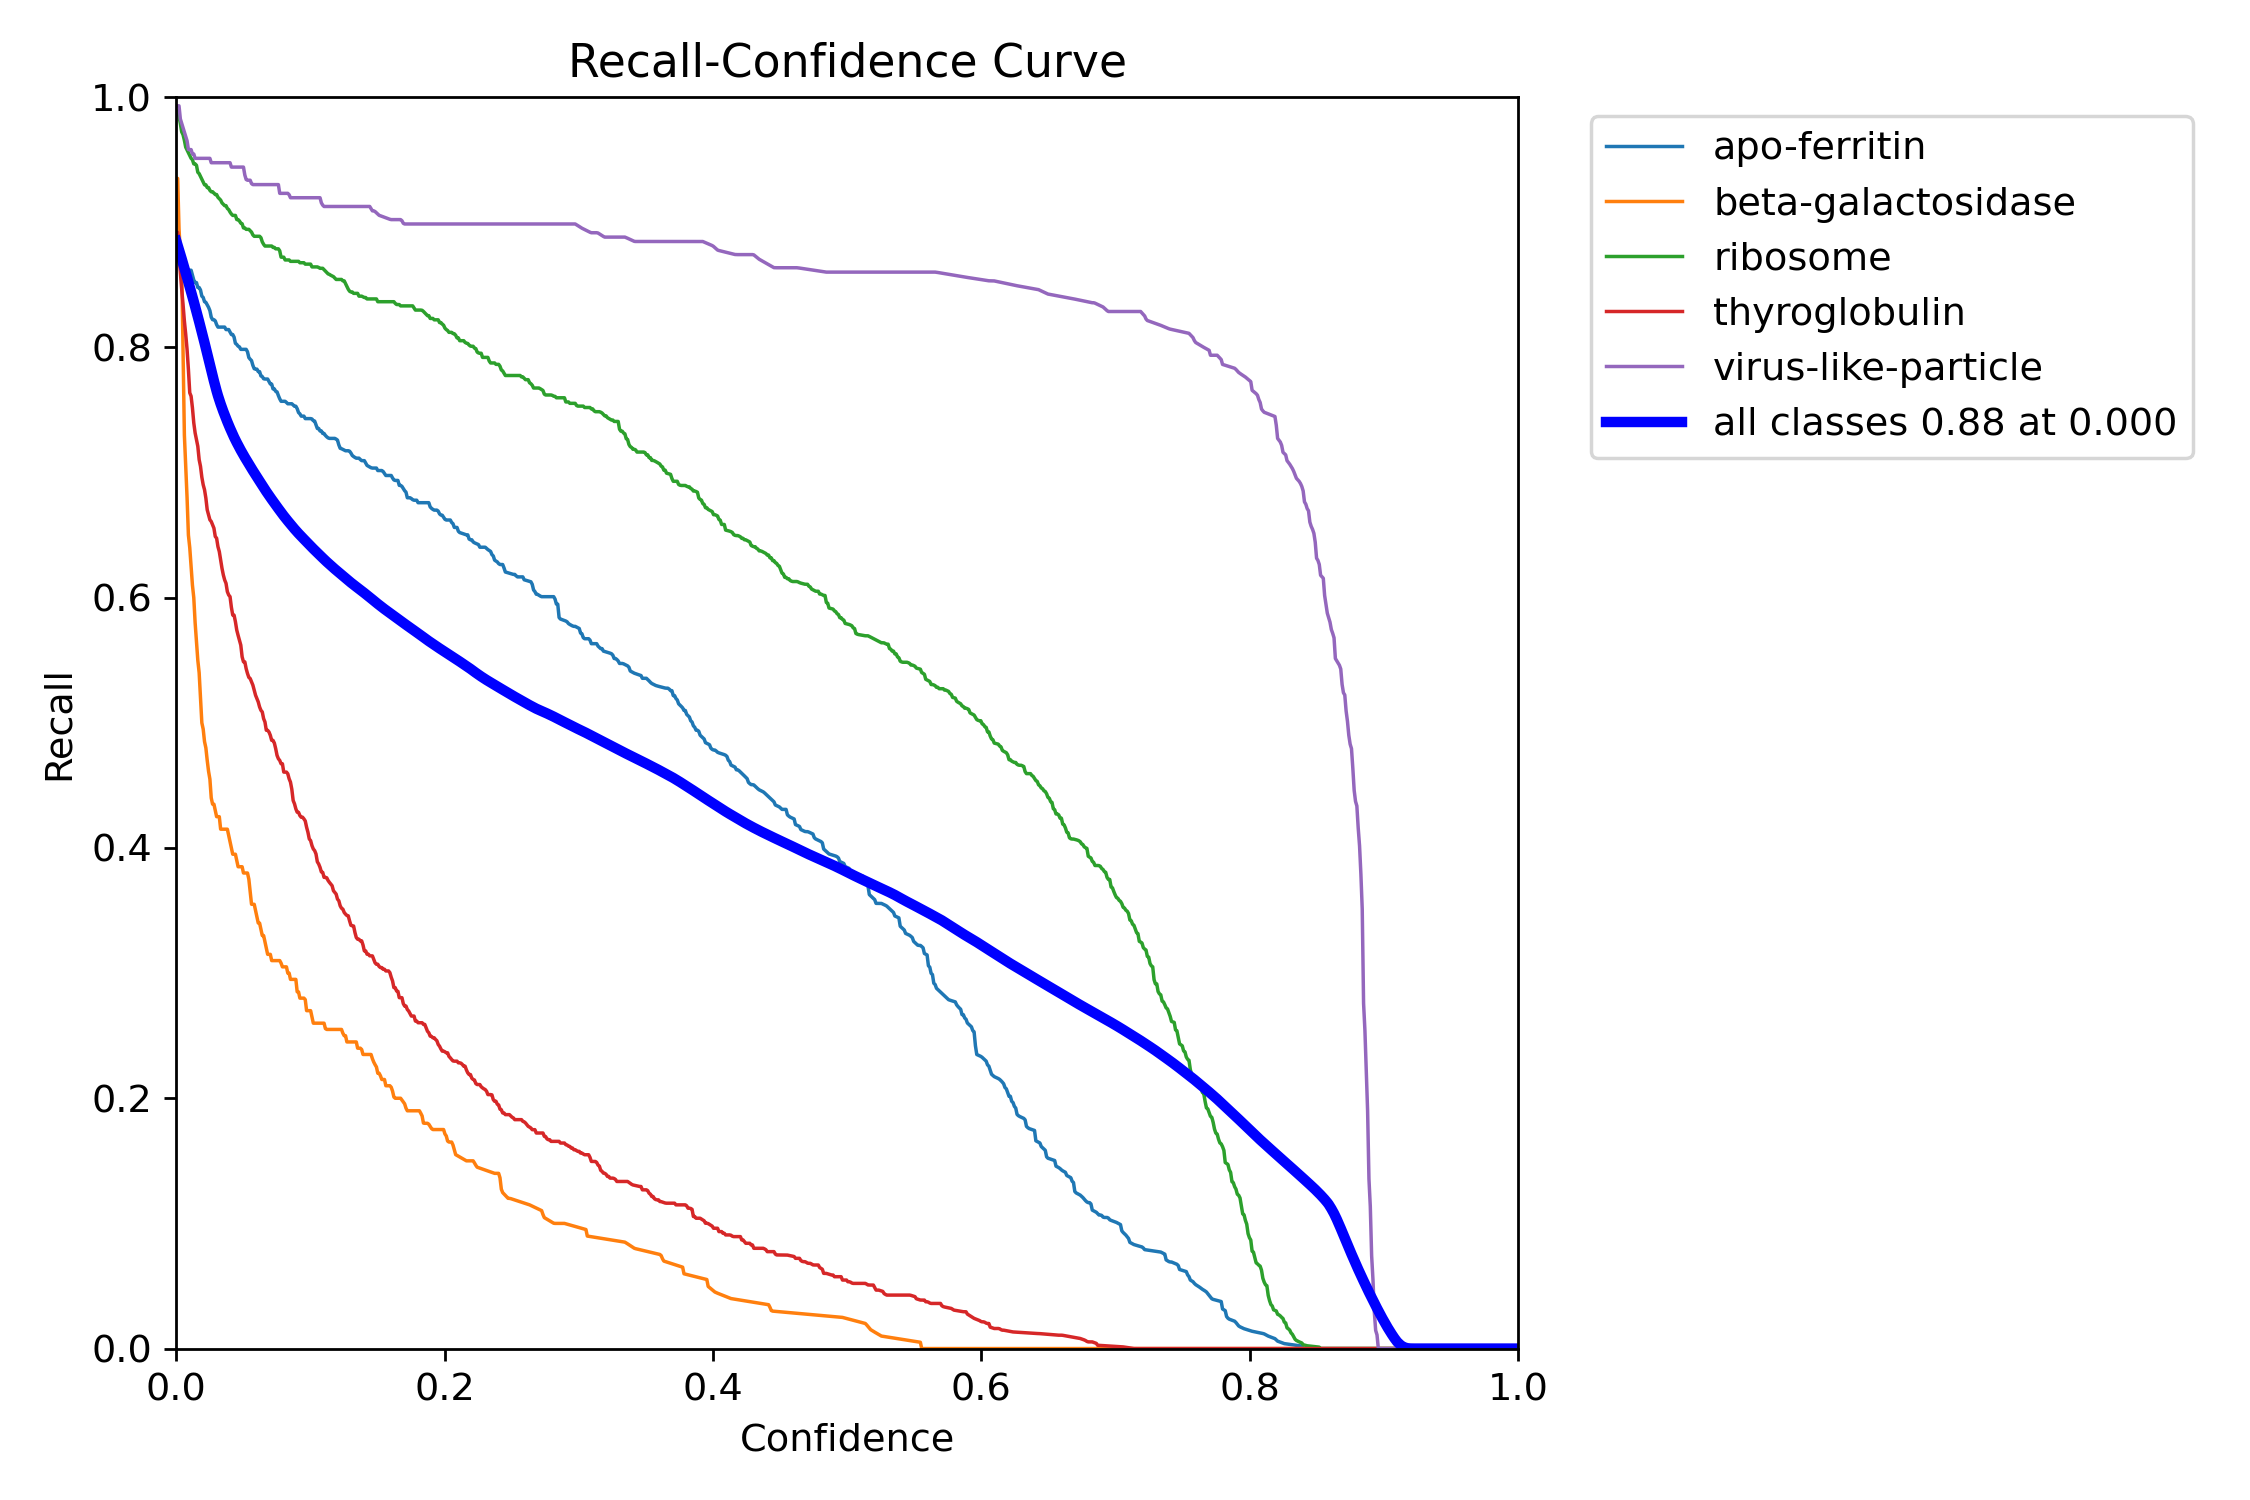 Recall-Confidence Curve
1.0
0.8
0.6
0.4
0.2
0.0
Recall
0.0 0.2 0.4 0.6 0.8 1.0
Confidence
apo-ferritin
beta-galactosidase
ribosome
thyroglobulin
virus-like-particle
all classes 0.88 at 0.000